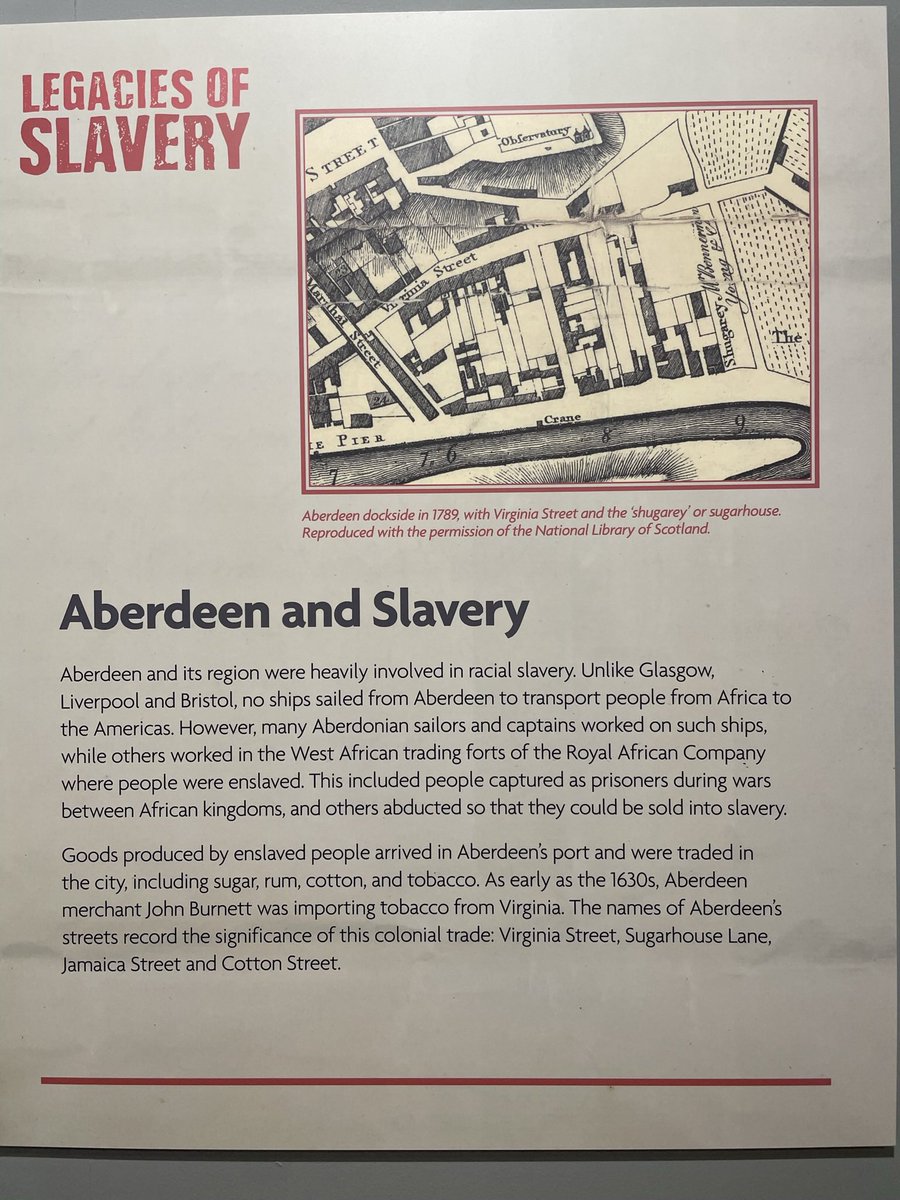 LEGACIES OF
SLAVERY
STREET
Observatory
Virginia Street
Marshal Street
Shugarey
The
24
Crane
PIER
7
7. 6
8
9
Aberdeen dockside in 1789, with Virginia Street and the ‘shugarey’ or sugarhouse.
Reproduced with the permission of the National Library of Scotland.
Aberdeen and Slavery
Aberdeen and its region were heavily involved in racial slavery. Unlike Glasgow,
Liverpool and Bristol, no ships sailed from Aberdeen to transport people from Africa to
the Americas. However, many Aberdonian sailors and captains worked on such ships,
while others worked in the West African trading forts of the Royal African Company
where people were enslaved. This included people captured as prisoners during wars
between African kingdoms, and others abducted so that they could be sold into slavery.
Goods produced by enslaved people arrived in Aberdeen’s port and were traded in
the city, including sugar, rum, cotton, and tobacco. As early as the 1630s, Aberdeen
merchant John Burnett was importing tobacco from Virginia. The names of Aberdeen’s
streets record the significance of this colonial trade: Virginia Street, Sugarhouse Lane,
Jamaica Street and Cotton Street.